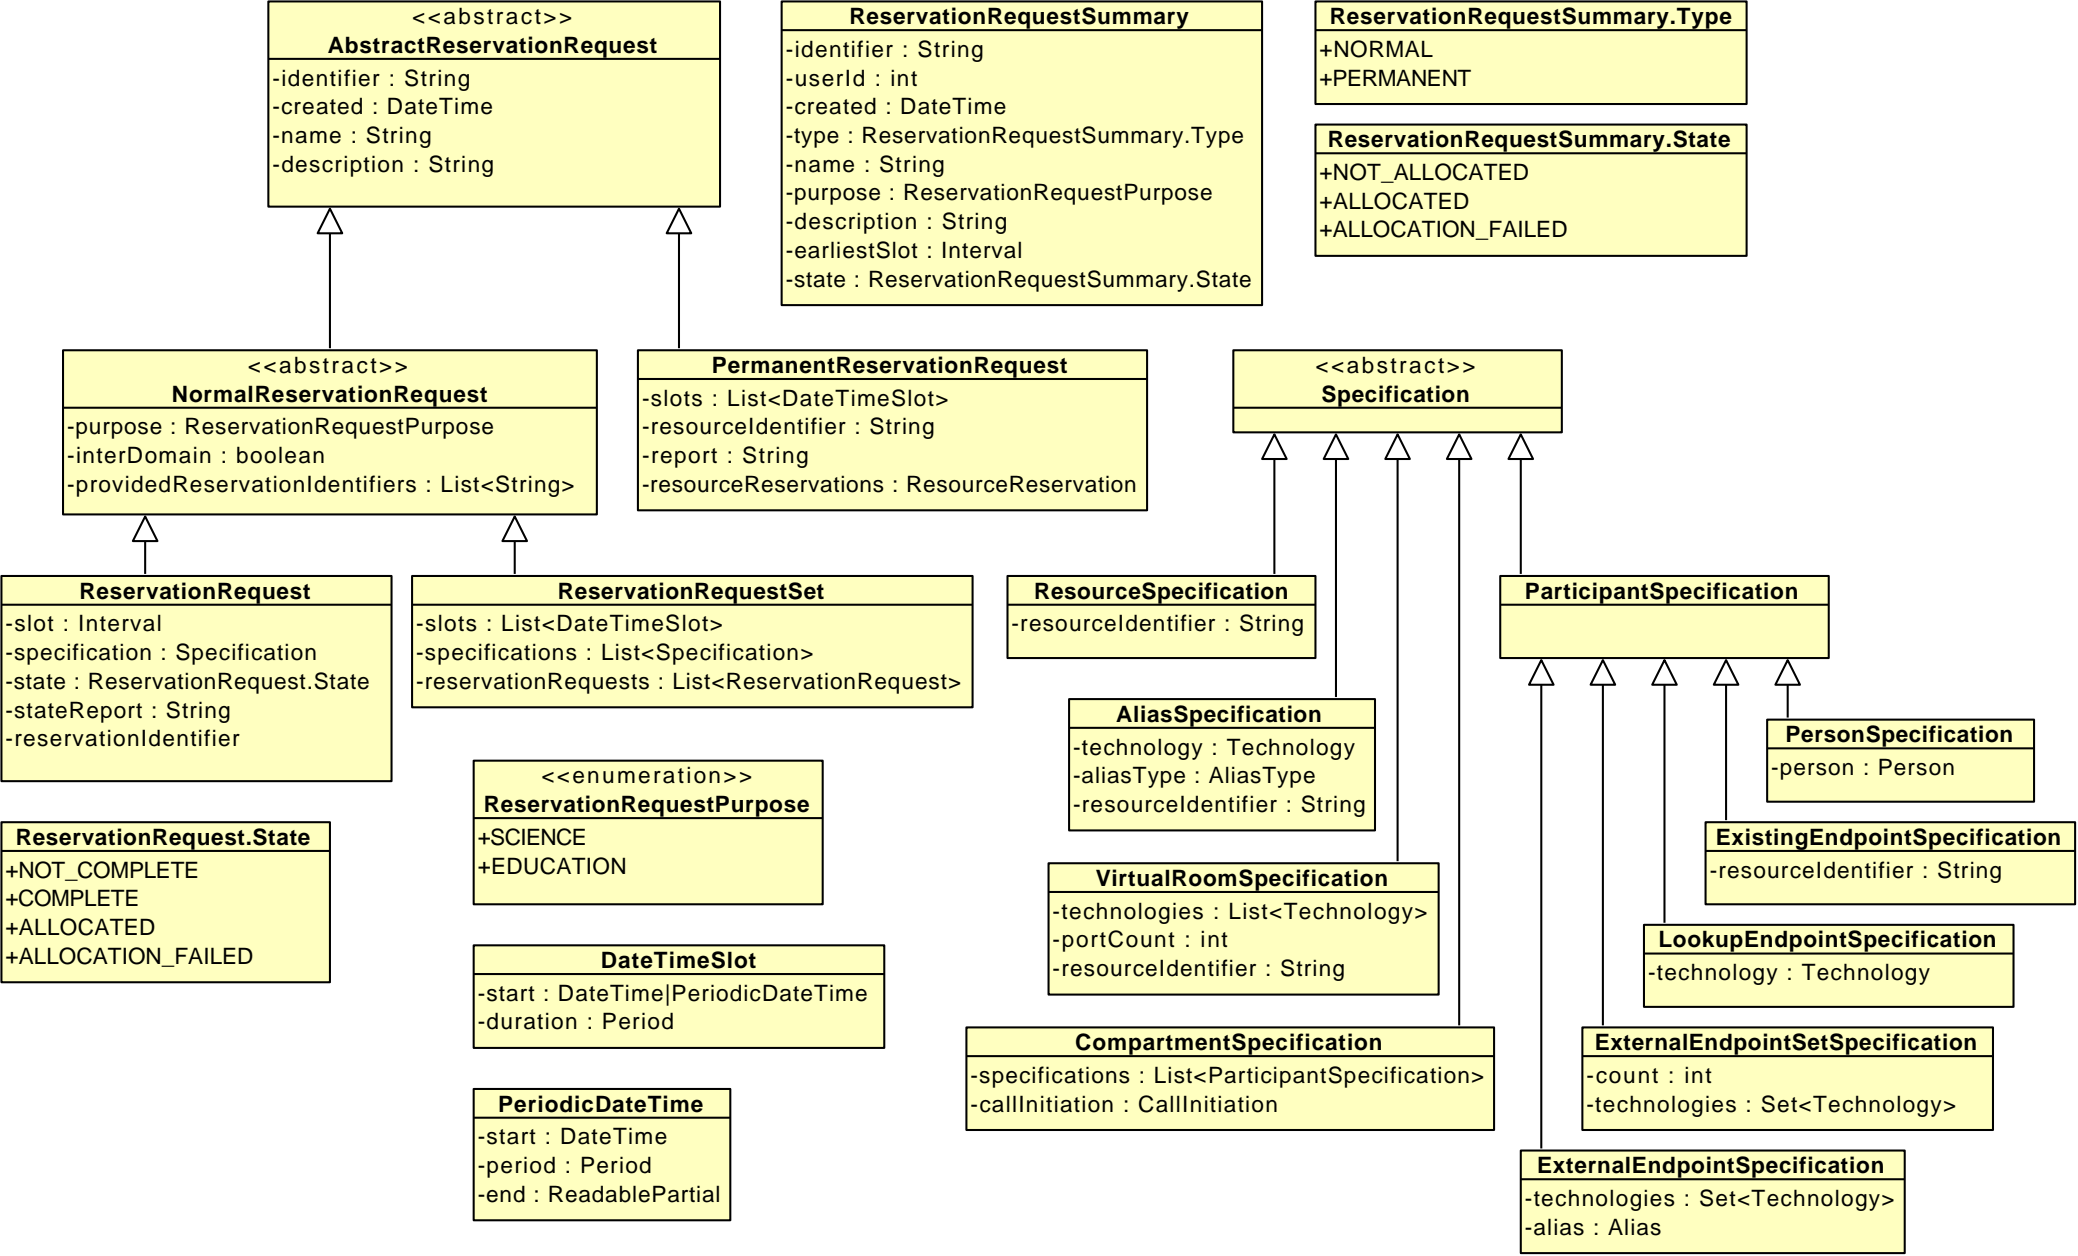 <<abstract>>
AbstractReservationRequest
-identifier : String
-created : DateTime
-name : String
-description : String
ReservationRequestSummary
-identifier : String
-userId : int
-created : DateTime
-type : ReservationRequestSummary.Type
-name : String
-purpose : ReservationRequestPurpose
-description : String
-earliestSlot : Interval
-state : ReservationRequestSummary.State
ReservationRequestSummary.Type
+NORMAL
+PERMANENT
ReservationRequestSummary.State
+NOT_ALLOCATED
+ALLOCATED
+ALLOCATION_FAILED
<<abstract>>
NormalReservationRequest
-purpose : ReservationRequestPurpose
-interDomain : boolean
-providedReservationIdentifiers : List<String>
PermanentReservationRequest
-slots : List<DateTimeSlot>
-resourceIdentifier : String
-report : String
-resourceReservations : ResourceReservation
<<abstract>>
Specification
ReservationRequest
-slot : Interval
-specification : Specification
-state : ReservationRequest.State
-stateReport : String
-reservationIdentifier
ReservationRequestSet
-slots : List<DateTimeSlot>
-specifications : List<Specification>
-reservationRequests : List<ReservationRequest>
ResourceSpecification
-resourceIdentifier : String
ParticipantSpecification
AliasSpecification
-technology : Technology
-aliasType : AliasType
-resourceIdentifier : String
PersonSpecification
-person : Person
<<enumeration>>
ReservationRequestPurpose
+SCIENCE
+EDUCATION
ReservationRequest.State
+NOT_COMPLETE
+COMPLETE
+ALLOCATED
+ALLOCATION_FAILED
ExistingEndpointSpecification
-resourceIdentifier : String
VirtualRoomSpecification
-technologies : List<Technology>
-portCount : int
-resourceIdentifier : String
LookupEndpointSpecification
-technology : Technology
DateTimeSlot
-start : DateTime|PeriodicDateTime
-duration : Period
CompartmentSpecification
-specifications : List<ParticipantSpecification>
-callInitiation : CallInitiation
ExternalEndpointSetSpecification
-count : int
-technologies : Set<Technology>
PeriodicDateTime
-start : DateTime
-period : Period
-end : ReadablePartial
ExternalEndpointSpecification
-technologies : Set<Technology>
-alias : Alias